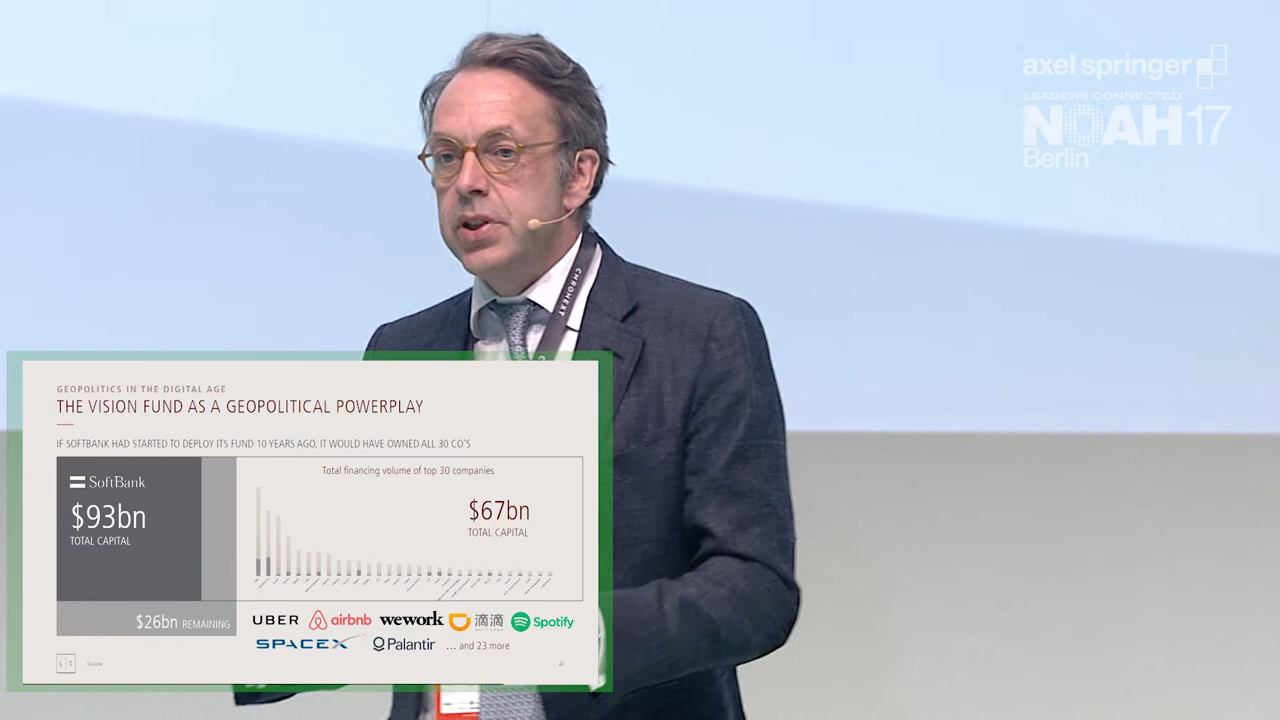 axel springer
LEADERS CONNECTED
NOAH17
Berlin
CHRONEXT
GEOPOLITICS IN THE DIGITAL AGE
THE VISION FUND AS A GEOPOLITICAL POWERPLAY
IF SOFTBANK HAD STARTED TO DEPLOY ITS FUND 10 YEARS AGO, IT WOULD HAVE OWNED ALL 30 CO'S
SoftBank
$93bn
TOTAL CAPITAL
$26bn REMAINING
Total financing volume of top 30 companies
$67bn
TOTAL CAPITAL
UBER airbnb wework 滴滴 Spotify
SPACEX Palantir ... and 23 more
L S Source... 41